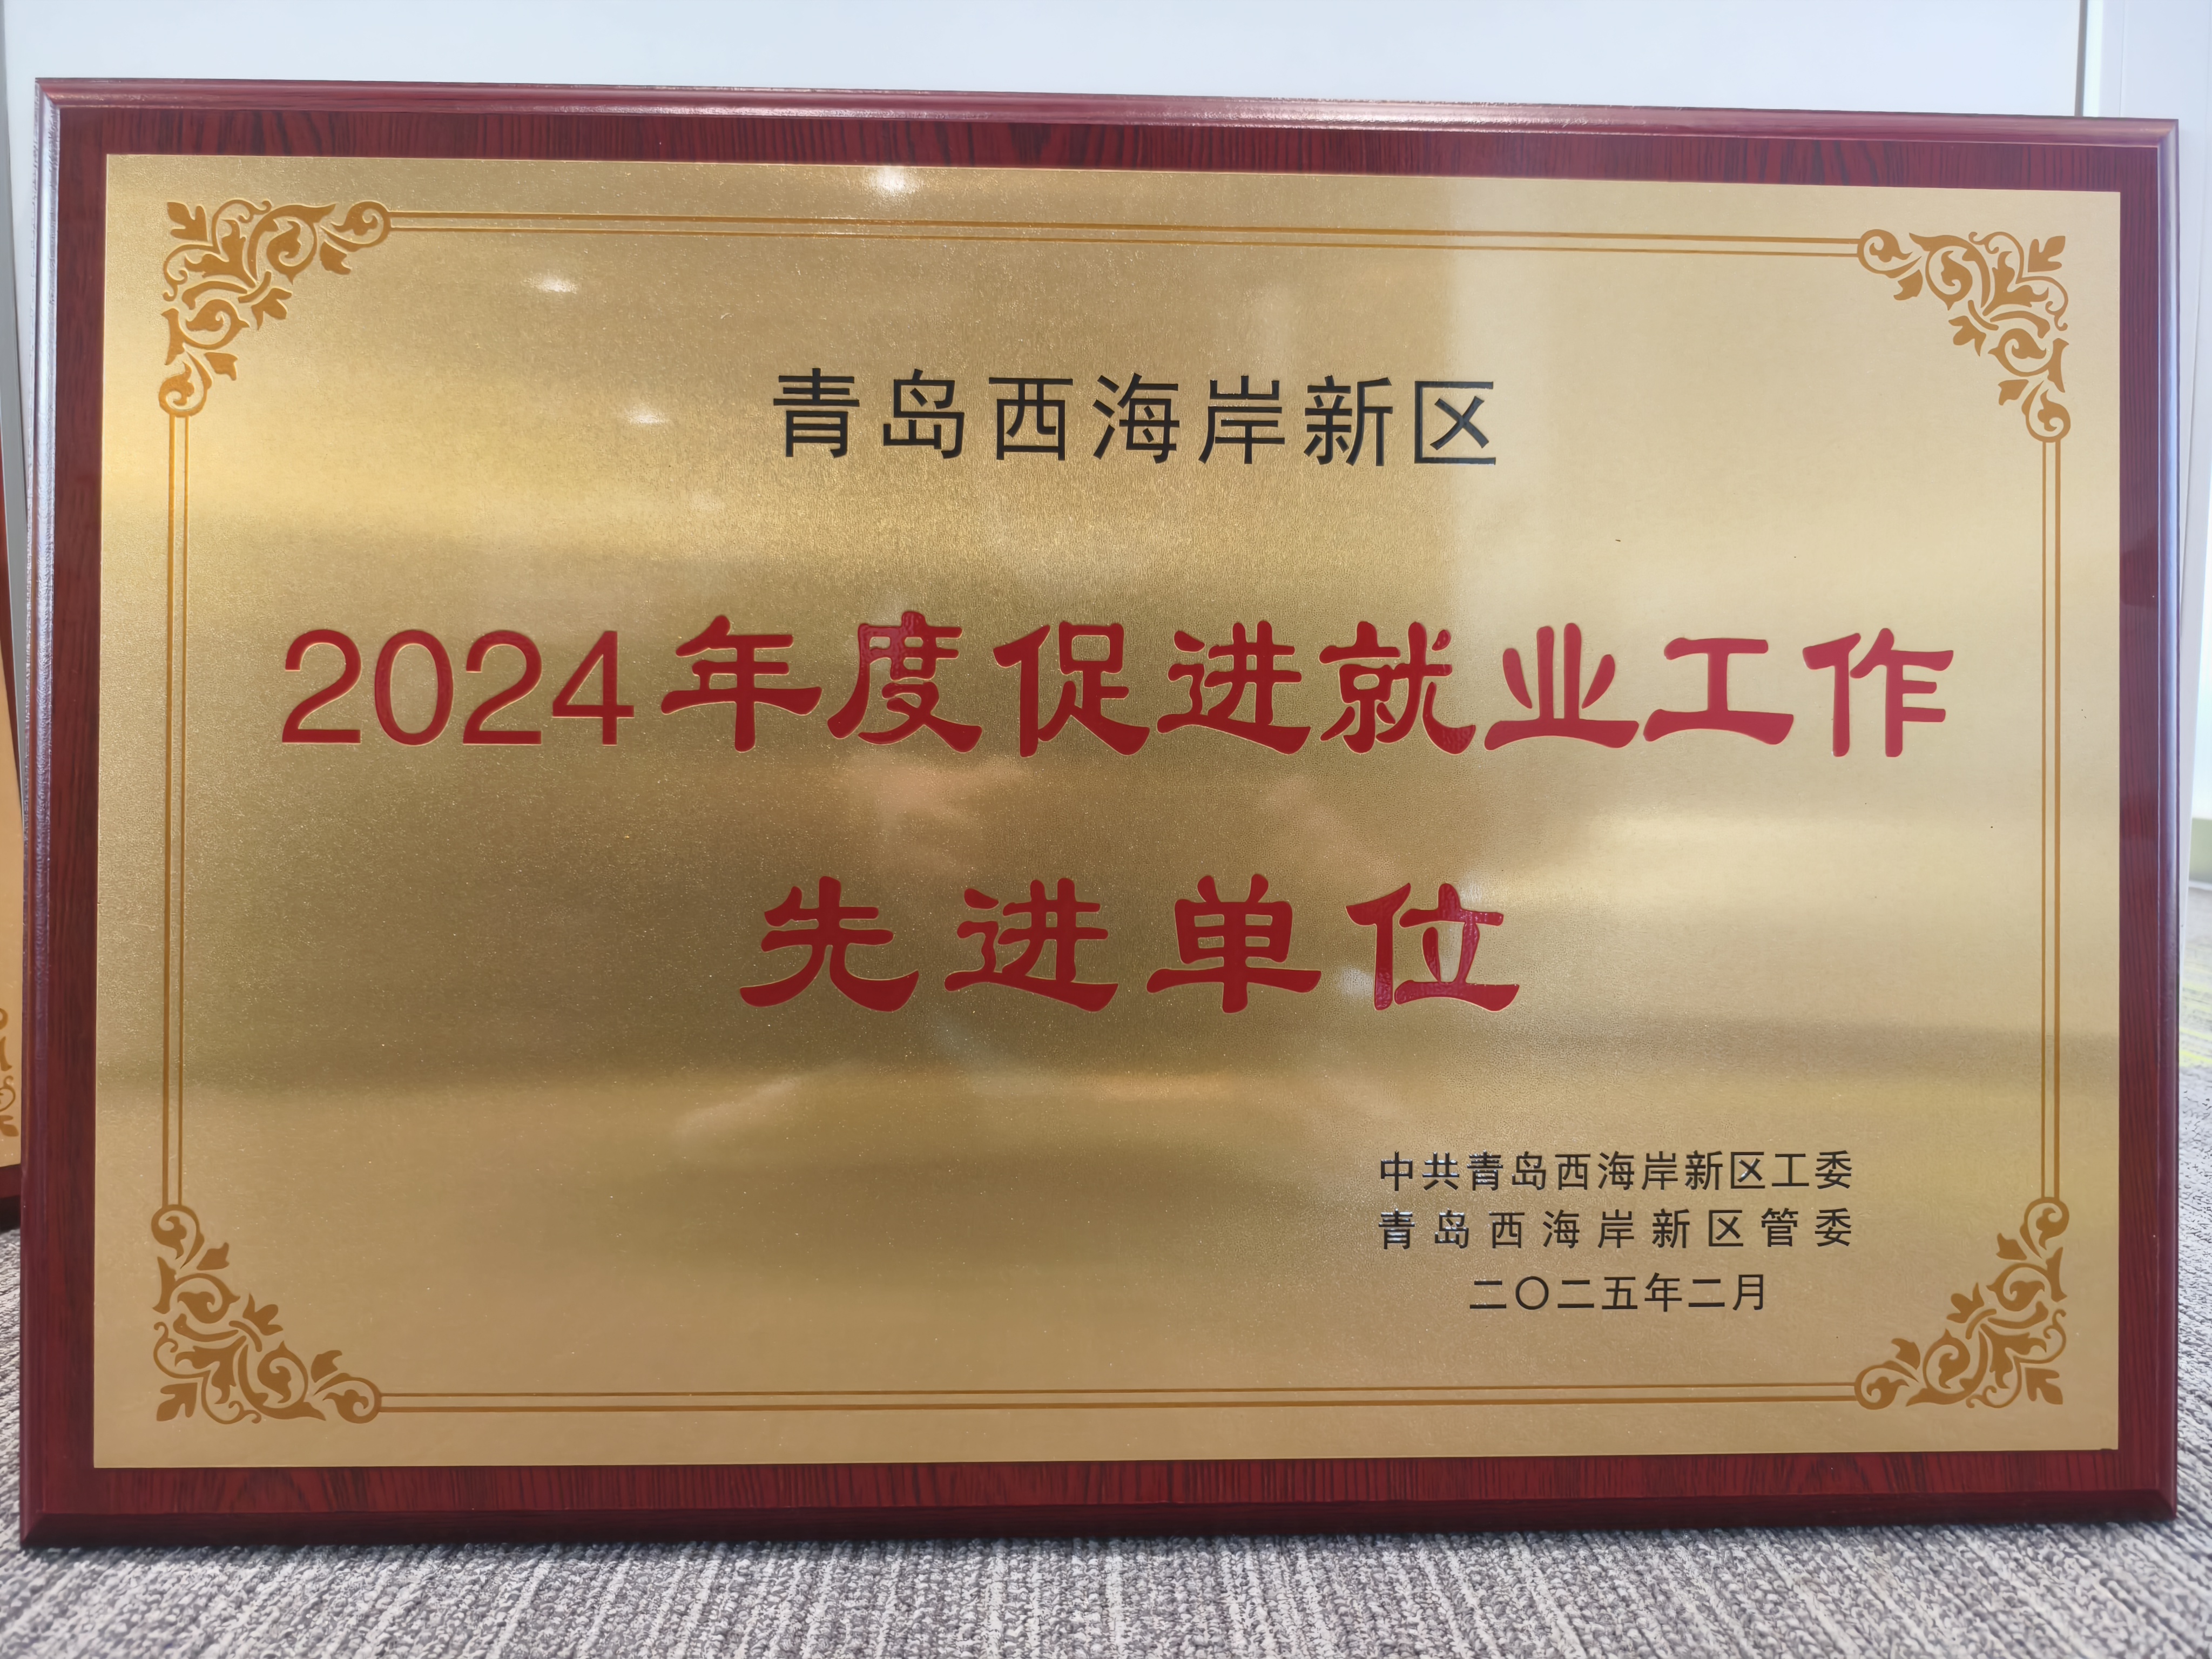 青岛西海岸新区
2024年度促进就业工作
先进单位
中共青岛西海岸新区工委
青岛西海岸新区管委
二〇二五年二月